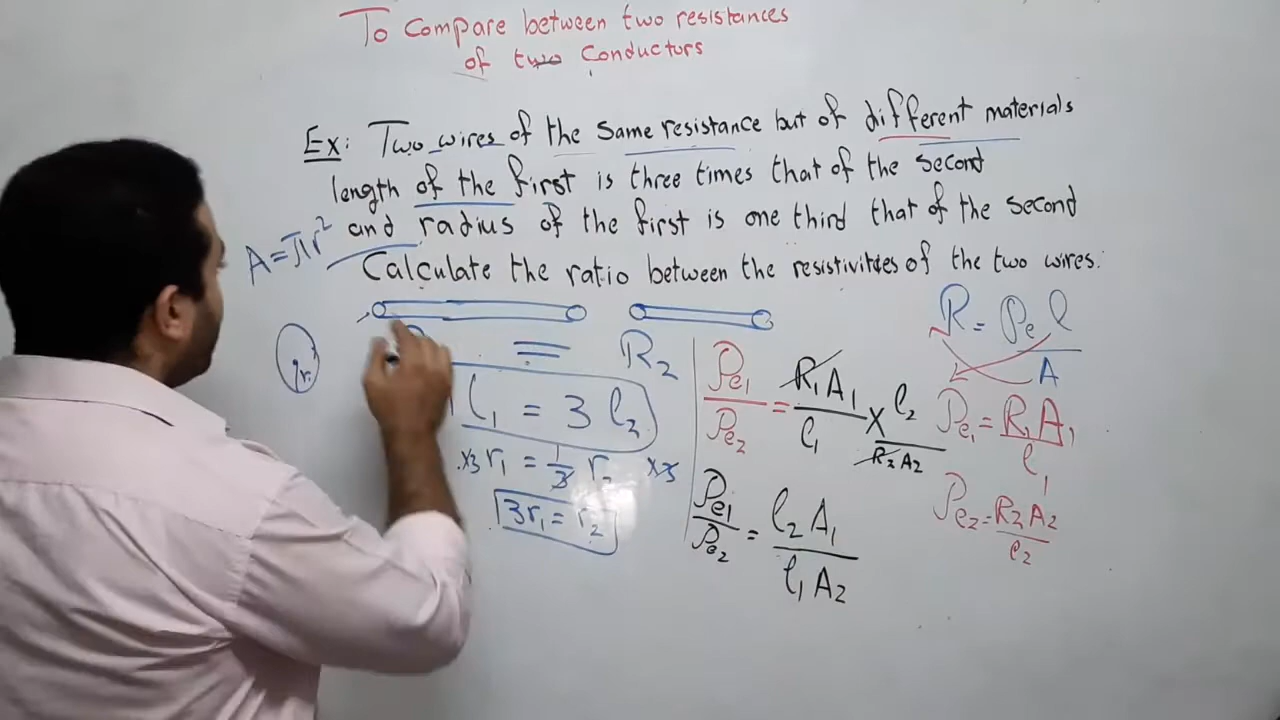 To compare between two resistances
of two conductors
Ex: Two wires of the same resistance but of different materials
length of the first is three times that of the second
and radius of the first is one third that of the second
A = πr²
Calculate the ratio between the resistivities of the two wires:
= R₂
l₁ = 3 l₂
×3 r₁ = 1/3 r₂ ×3
3r₁ = r₂
r
ρe₁/ρe₂ = R₁A₁/l₁ × l₂/R₂A₂
ρe₁/ρe₂ = l₂A₁/l₁A₂
R = ρe l/A
ρe₁ = R₁A₁/l₁
ρe₂ = R₂A₂/l₂